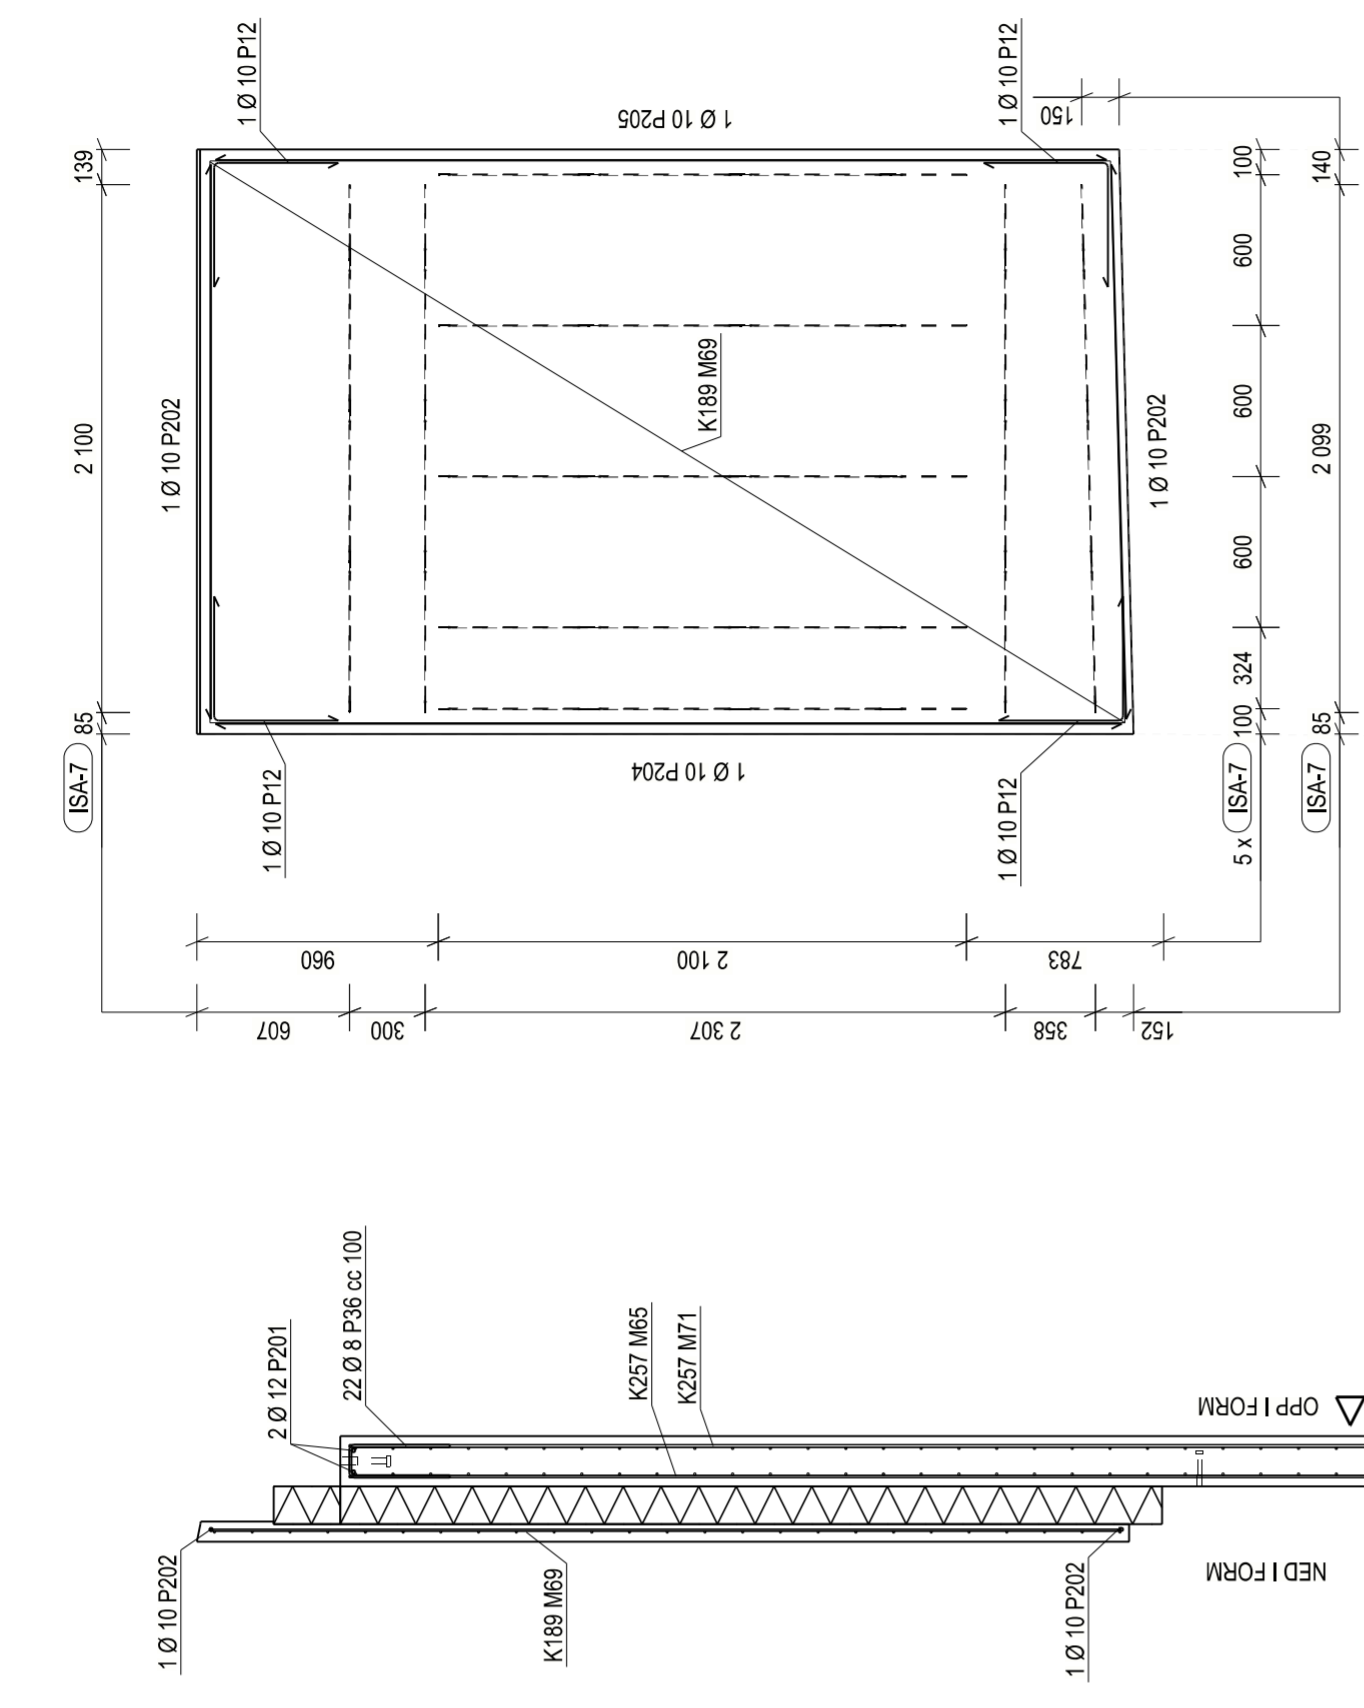 1 Ø 10 P12
1 Ø 10 P12
1 Ø 10 P205
150
139
100
140
600
K189 M69
2 100
1 Ø 10 P202
1 Ø 10 P202
600
2 099
600
324
85
100
85
ISA-7
1 Ø 10 P204
1 Ø 10 P12
1 Ø 10 P12
5 x ISA-7
ISA-7
960
2 100
783
607
300
2 307
358
152
22 Ø 8 P36 cc 100
2 Ø 12 P201
K257 M65
K257 M71
OPP I FORM
1 Ø 10 P202
K189 M69
1 Ø 10 P202
NED I FORM